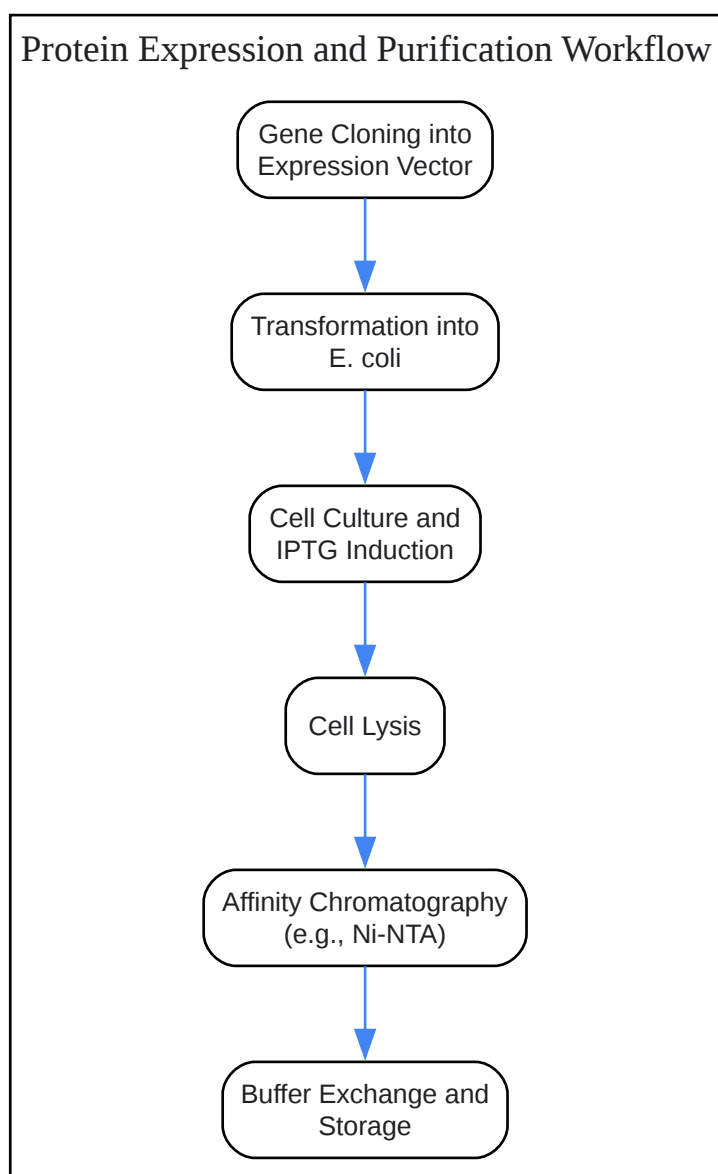 Protein Expression and Purification Workflow
Gene Cloning into
Expression Vector
Transformation into
E. coli
Cell Culture and
IPTG Induction
Cell Lysis
Affinity Chromatography
(e.g., Ni-NTA)
Buffer Exchange and
Storage